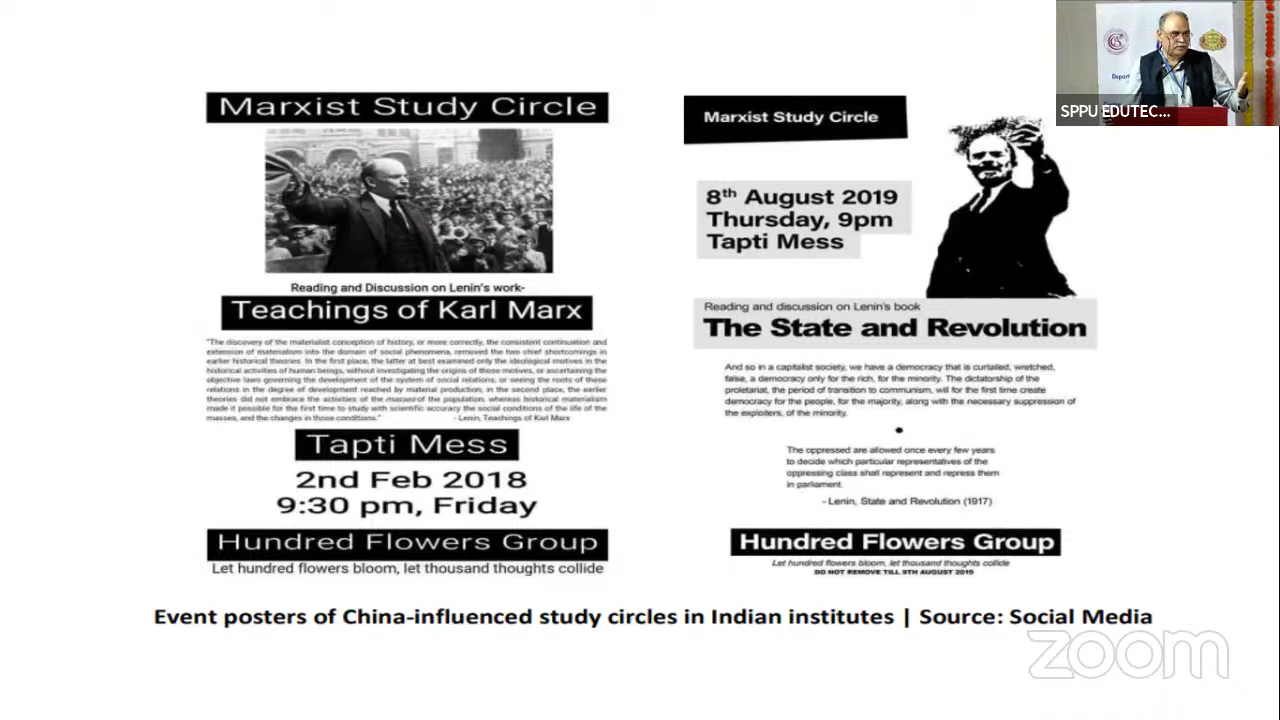 Marxist Study Circle
Reading and Discussion on Lenin's work-
Teachings of Karl Marx
"The discovery of the materialist conception of history, or more correctly, the consistent continuation and
extension of materialism into the domain of social phenomena, removed the two chief shortcomings in
earlier historical theories. In the first place, the latter at best examined only the ideological motives in the
historical activities of human beings, without investigating the origins of those motives, or ascertaining the
objective laws governing the development of the system of social relations, or seeing the roots of these
relations in the degree of development reached by material production; in the second place, the earlier
theories did not embrace the activities of the masses of the population, whereas historical materialism
made it possible for the first time to study with scientific accuracy the social conditions of the life of the
masses, and the changes in those conditions."
- Lenin, Teachings of Karl Marx
Tapti Mess
2nd Feb 2018
9:30 pm, Friday
Hundred Flowers Group
Let hundred flowers bloom, let thousand thoughts collide
Marxist Study Circle
8th August 2019
Thursday, 9pm
Tapti Mess
Reading and discussion on Lenin's book
The State and Revolution
And so in a capitalist society, we have a democracy that is curtailed, wretched,
false, a democracy only for the rich, for the minority. The dictatorship of the
proletariat, the period of transition to communism, will for the first time create
democracy for the people, for the majority, along with the necessary suppression of
the exploiters, of the minority.
The oppressed are allowed once every few years
to decide which particular representatives of the
oppressing class shall represent and repress them
in parliament.
- Lenin, State and Revolution (1917)
Hundred Flowers Group
Let hundred flowers bloom, let thousand thoughts collide
DO NOT REMOVE TILL 9TH AUGUST 2019
Event posters of China-influenced study circles in Indian institutes | Source: Social Media
SPPU EDUTEC...
zoom